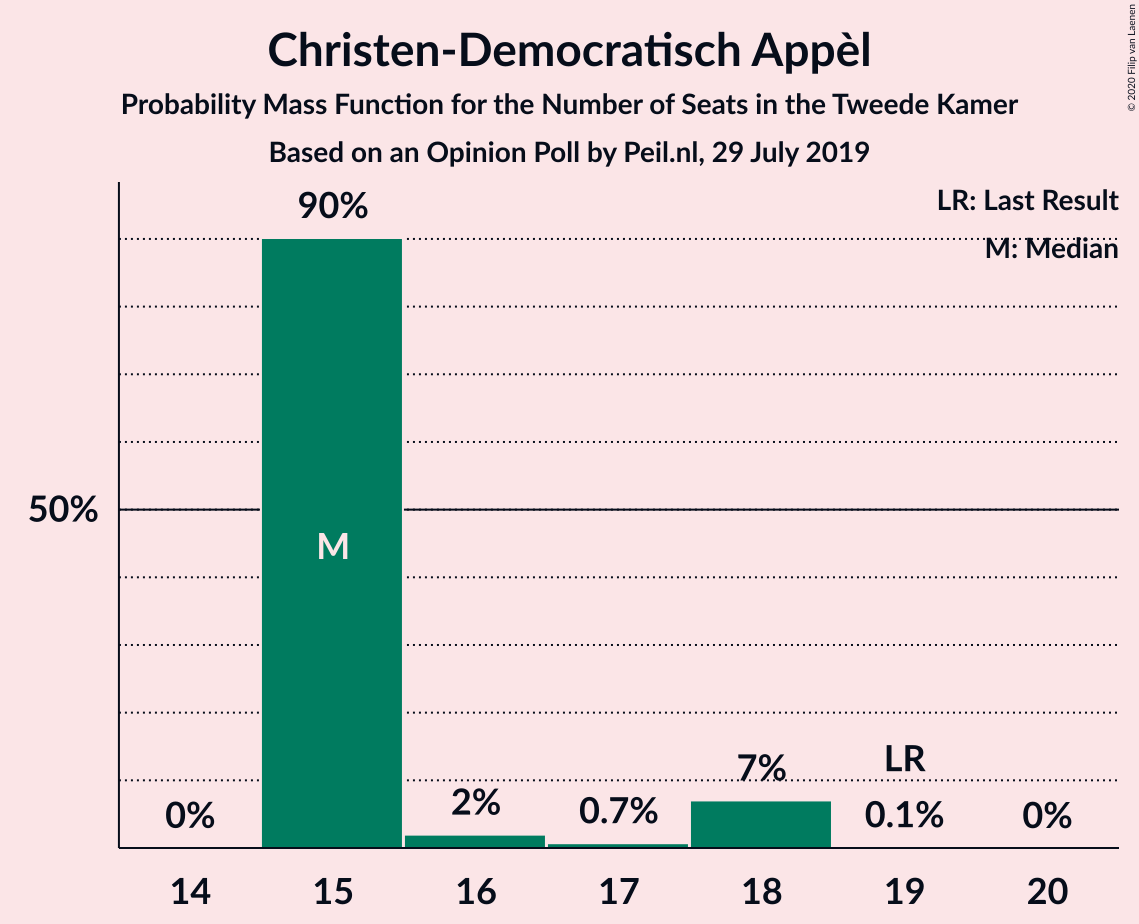 Christen-Democratisch Appèl
Probability Mass Function for the Number of Seats in the Tweede Kamer
Based on an Opinion Poll by Peil.nl, 29 July 2019
© 2020 Filip van Laenen
LR: Last Result
M: Median
90%
50%
M
0%
2%
0.7%
7%
LR
0.1%
0%
14 15 16 17 18 19 20